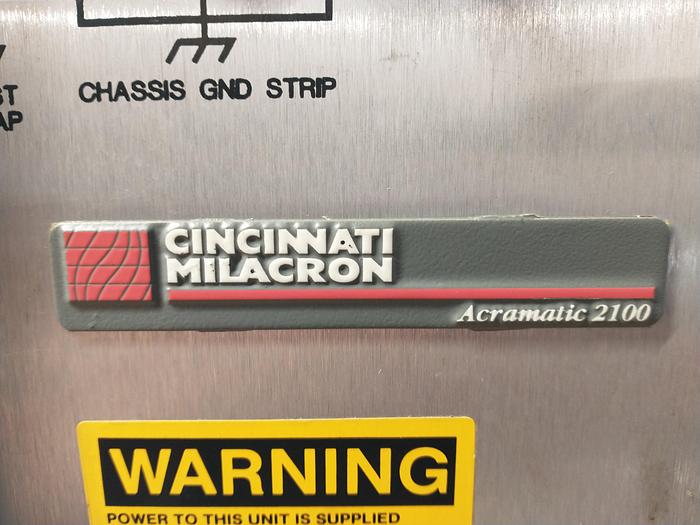 CHASSIS GND STRIP
CINCINNATI
MILACRON
Acramatic 2100
WARNING
POWER TO THIS UNIT IS SUPPLIED